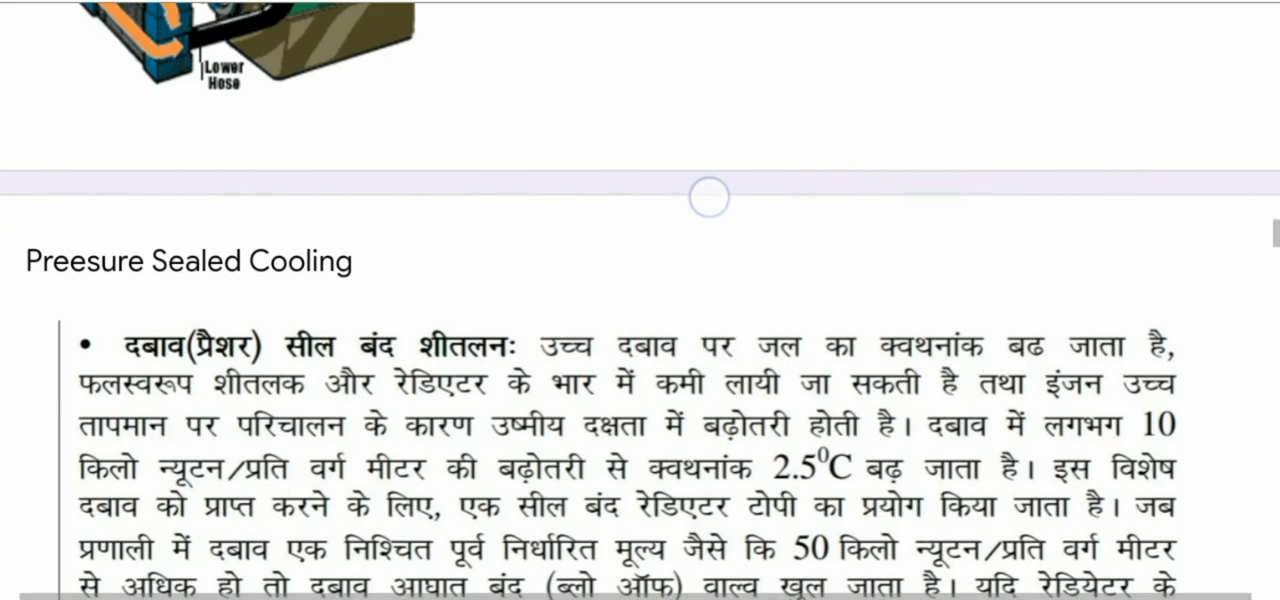 Lower
Hose
Preesure Sealed Cooling
• दबाव(प्रैशर) सील बंद शीतलनः उच्च दबाव पर जल का क्वथनांक बढ जाता है,
फलस्वरूप शीतलक और रेडिएटर के भार में कमी लायी जा सकती है तथा इंजन उच्च
तापमान पर परिचालन के कारण उष्मीय दक्षता में बढ़ोतरी होती है। दबाव में लगभग 10
किलो न्यूटन/प्रति वर्ग मीटर की बढ़ोतरी से क्वथनांक 2.5⁰C बढ़ जाता है। इस विशेष
दबाव को प्राप्त करने के लिए, एक सील बंद रेडिएटर टोपी का प्रयोग किया जाता है। जब
प्रणाली में दबाव एक निश्चित पूर्व निर्धारित मूल्य जैसे कि 50 किलो न्यूटन/प्रति वर्ग मीटर
से अधिक हो तो दबाव आघात बंद (ब्लो ऑफ) वाल्व खुल जाता है। यदि रेडियेटर के